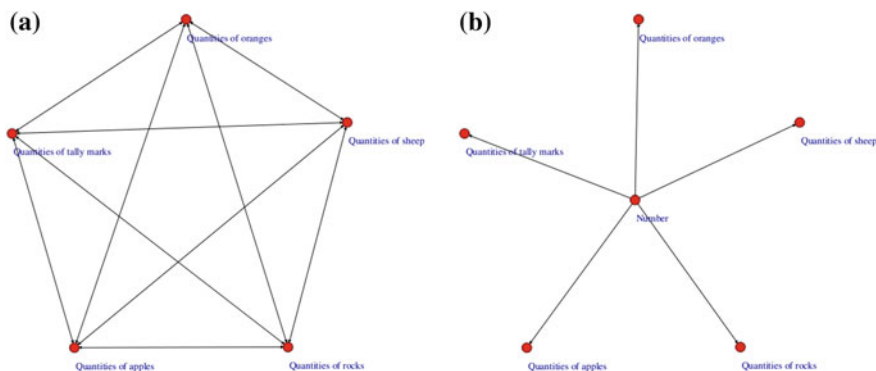 (a)
Quantities of oranges
Quantities of sheep
Quantities of tally marks
Quantities of apples
Quantities of rocks
(b)
Quantities of oranges
Quantities of sheep
Quantities of tally marks
Number
Quantities of apples
Quantities of rocks